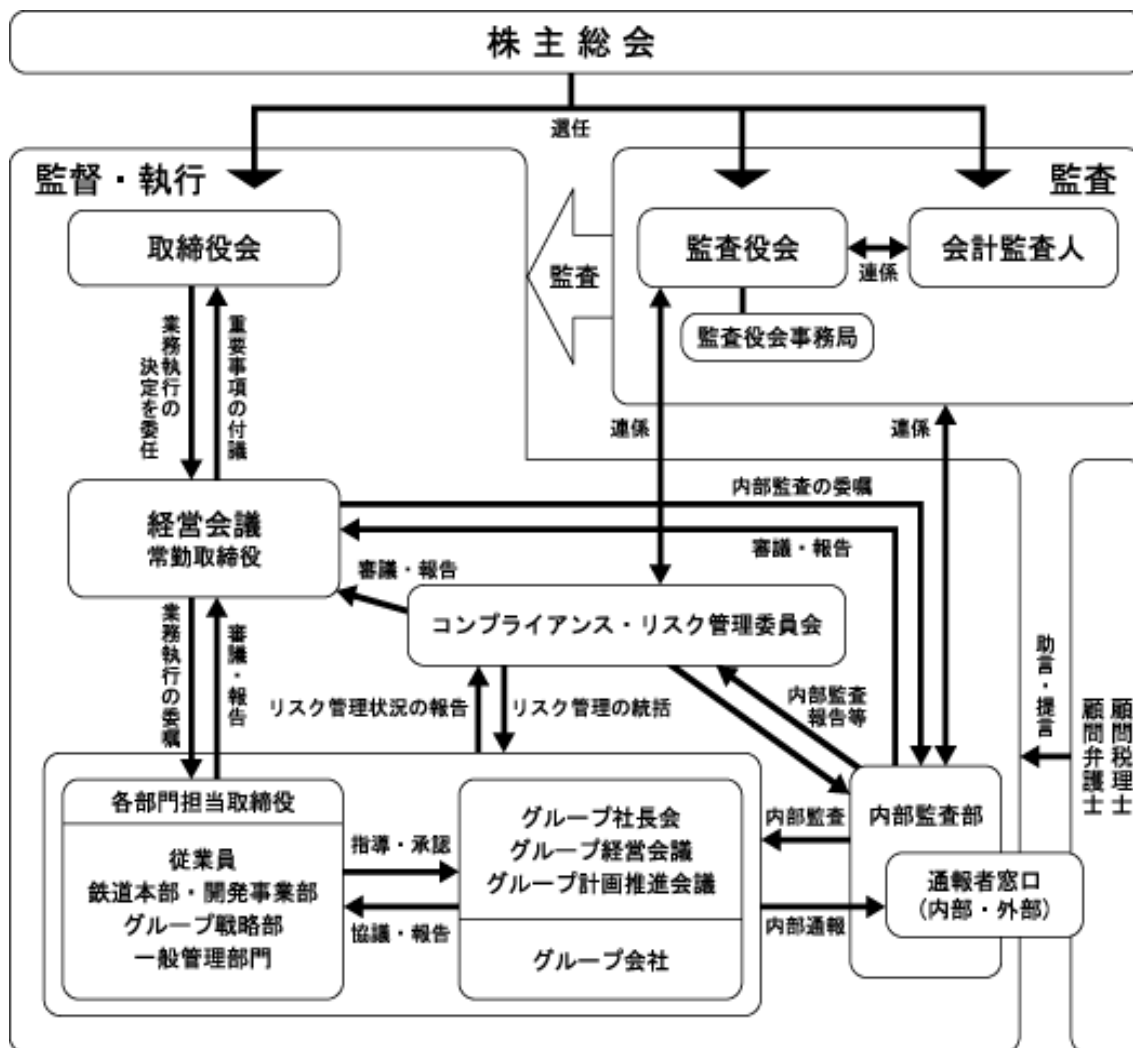 株主総会
選任
監督・執行
監査
取締役会
監査
監査役会
連係
会計監査人
監査役会事務局
業務執行の
決定を委任
重要事項の付議
連係
連係
経営会議
常勤取締役
内部監査の委嘱
審議・報告
審議・報告
コンプライアンス・リスク管理委員会
業務執行の委嘱
審議・報告
リスク管理状況の報告
リスク管理の統括
内部監査
報告等
助言・提言
顧問税理士
顧問弁護士
各部門担当取締役
従業員
鉄道本部・開発事業部
グループ戦略部
一般管理部門
指導・承認
協議・報告
グループ社長会
グループ経営会議
グループ計画推進会議
グループ会社
内部監査
内部通報
内部監査部
通報者窓口
(内部・外部)